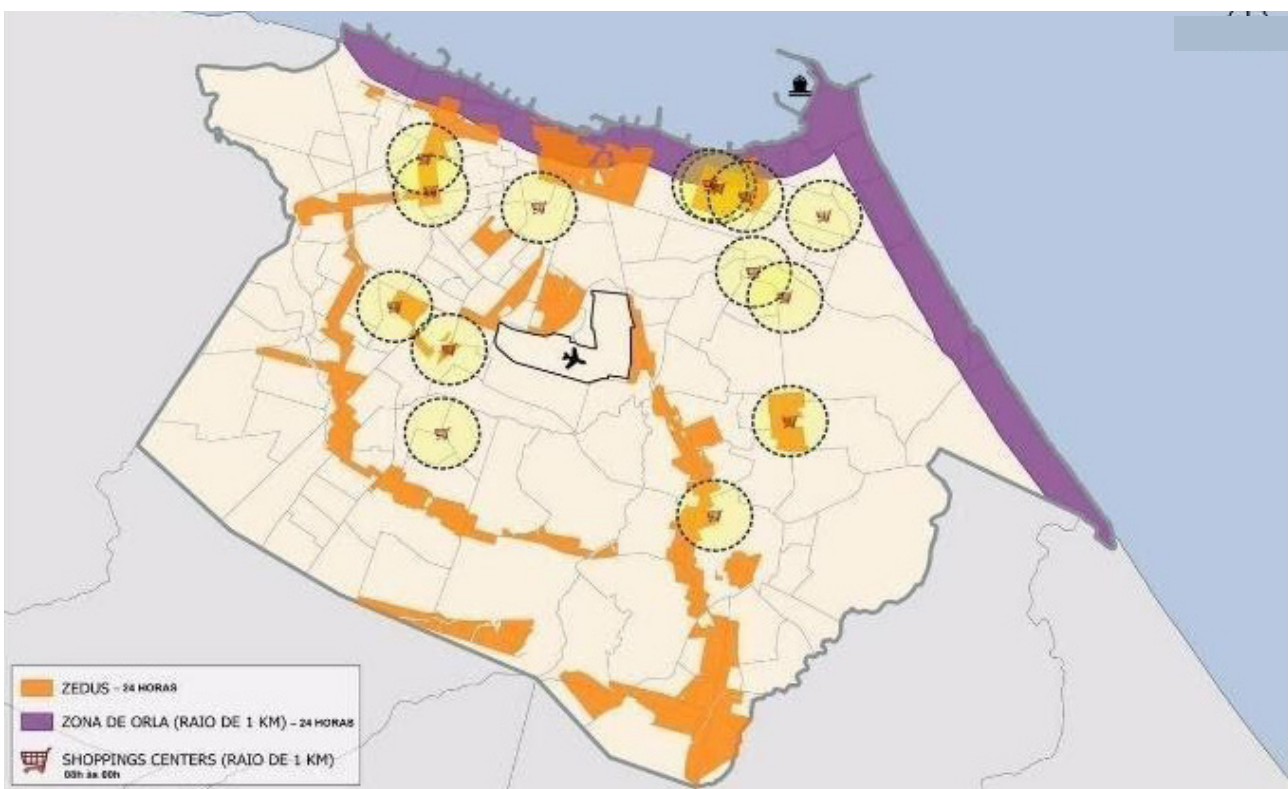 ZEDUS - 24 HORAS
ZONA DE ORLA (RAIO DE 1 KM) - 24 HORAS
SHOPPINGS CENTERS (RAIO DE 1 KM)
08h às 00h